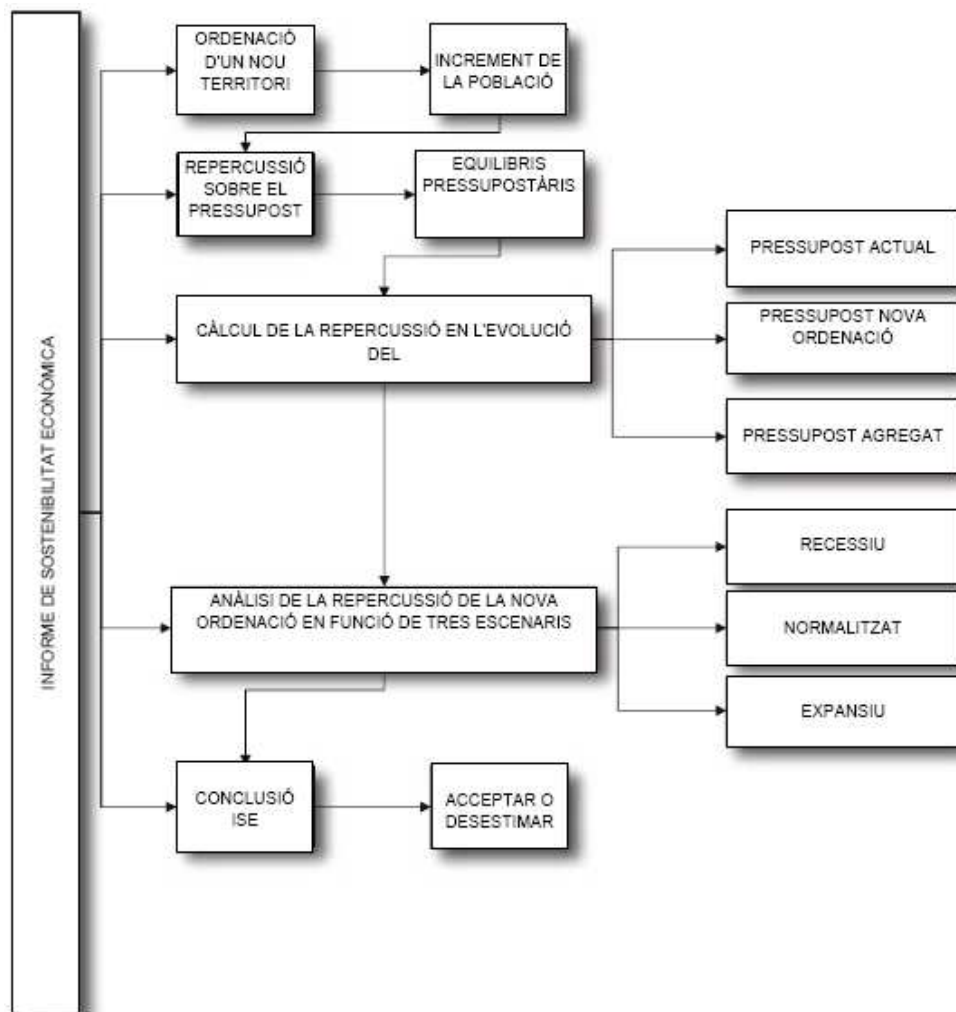 INFORME DE SOSTENIBILITAT ECONÒMICA
ORDENACIÓ
D'UN NOU
TERRITORI
INCREMENT DE
LA POBLACIÓ
REPERCUSSIÓ
SOBRE EL
PRESSUPOST
EQUILIBRIS
PRESSUPOSTÀRIS
CÀLCUL DE LA REPERCUSSIÓ EN L'EVOLUCIÓ
DEL
PRESSUPOST ACTUAL
PRESSUPOST NOVA
ORDENACIÓ
PRESSUPOST AGREGAT
ANÀLISI DE LA REPERCUSSIÓ DE LA NOVA
ORDENACIÓ EN FUNCIÓ DE TRES ESCENARIS
RECESSIU
NORMALITZAT
EXPANSIU
CONCLUSIÓ
ISE
ACCEPTAR O
DESESTIMAR